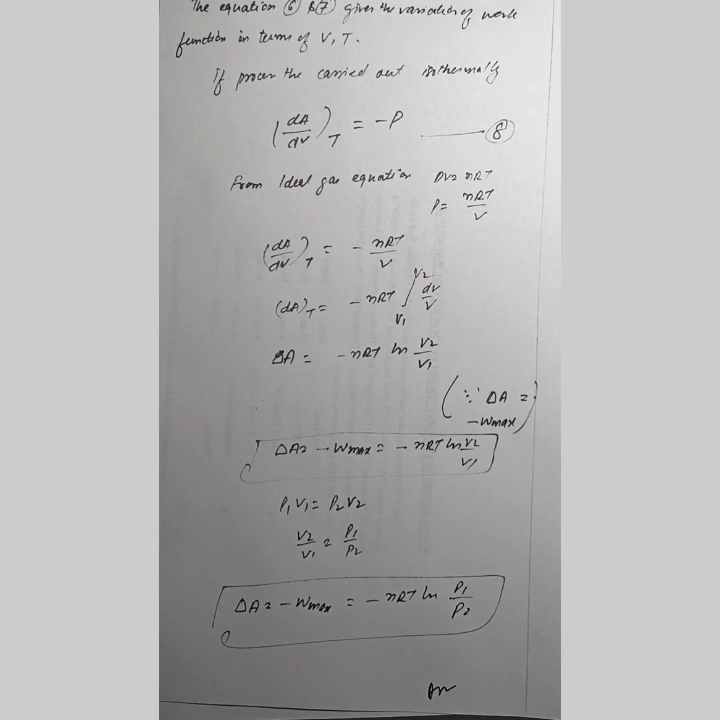 The equation ⑥ & ⑦ gives the variation of work
function in terms of V, T.
If process the carried out isothermally
(dA/dV)T = -P ⑧
From Ideal gas equation PV = nRT
P = nRT/V
(dA/dV)T = - nRT/V
(dA)T = - nRT ∫V1^V2 dV/V
ΔA = - nRT ln V2/V1
(∵ ΔA =
-Wmax)
ΔA = - Wmax = - nRT ln V2/V1
P1V1 = P2V2
V2/V1 = P1/P2
ΔA = - Wmax = - nRT ln P1/P2